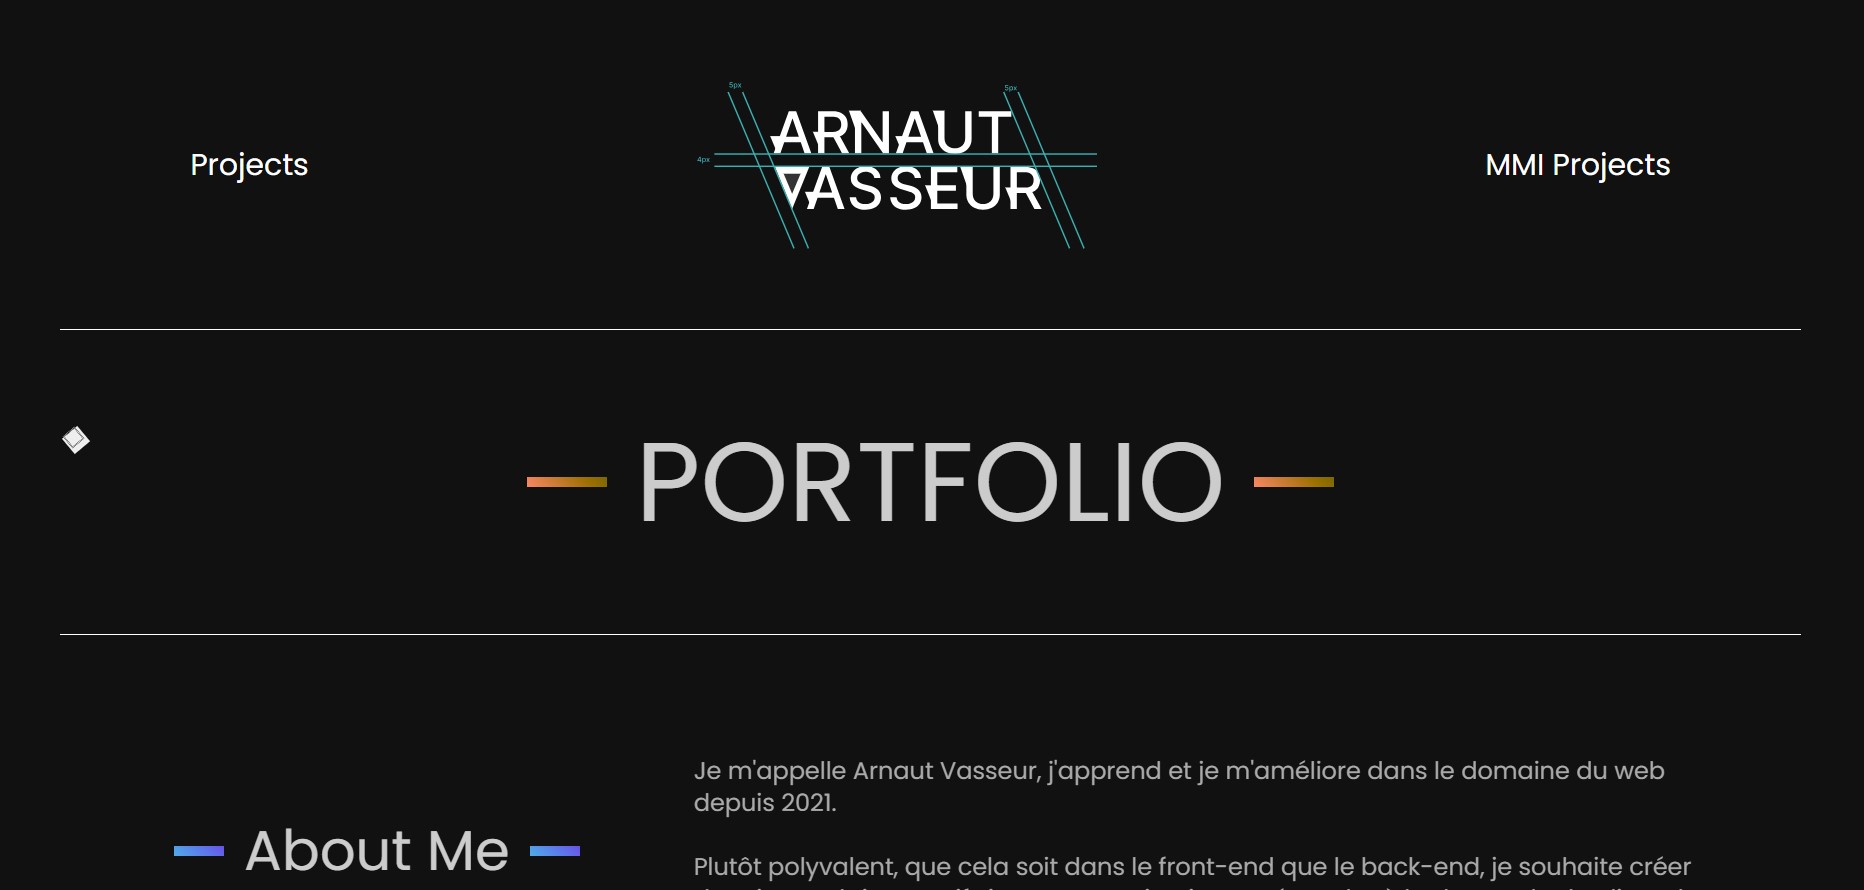 5px
5px
ARNAUT
Projects
4px
MMI Projects
VASSEUR
PORTFOLIO
Je m'appelle Arnaut Vasseur, j'apprend et je m'améliore dans le domaine du web
depuis 2021.
About Me
Plutôt polyvalent, que cela soit dans le front-end que le back-end, je souhaite créer